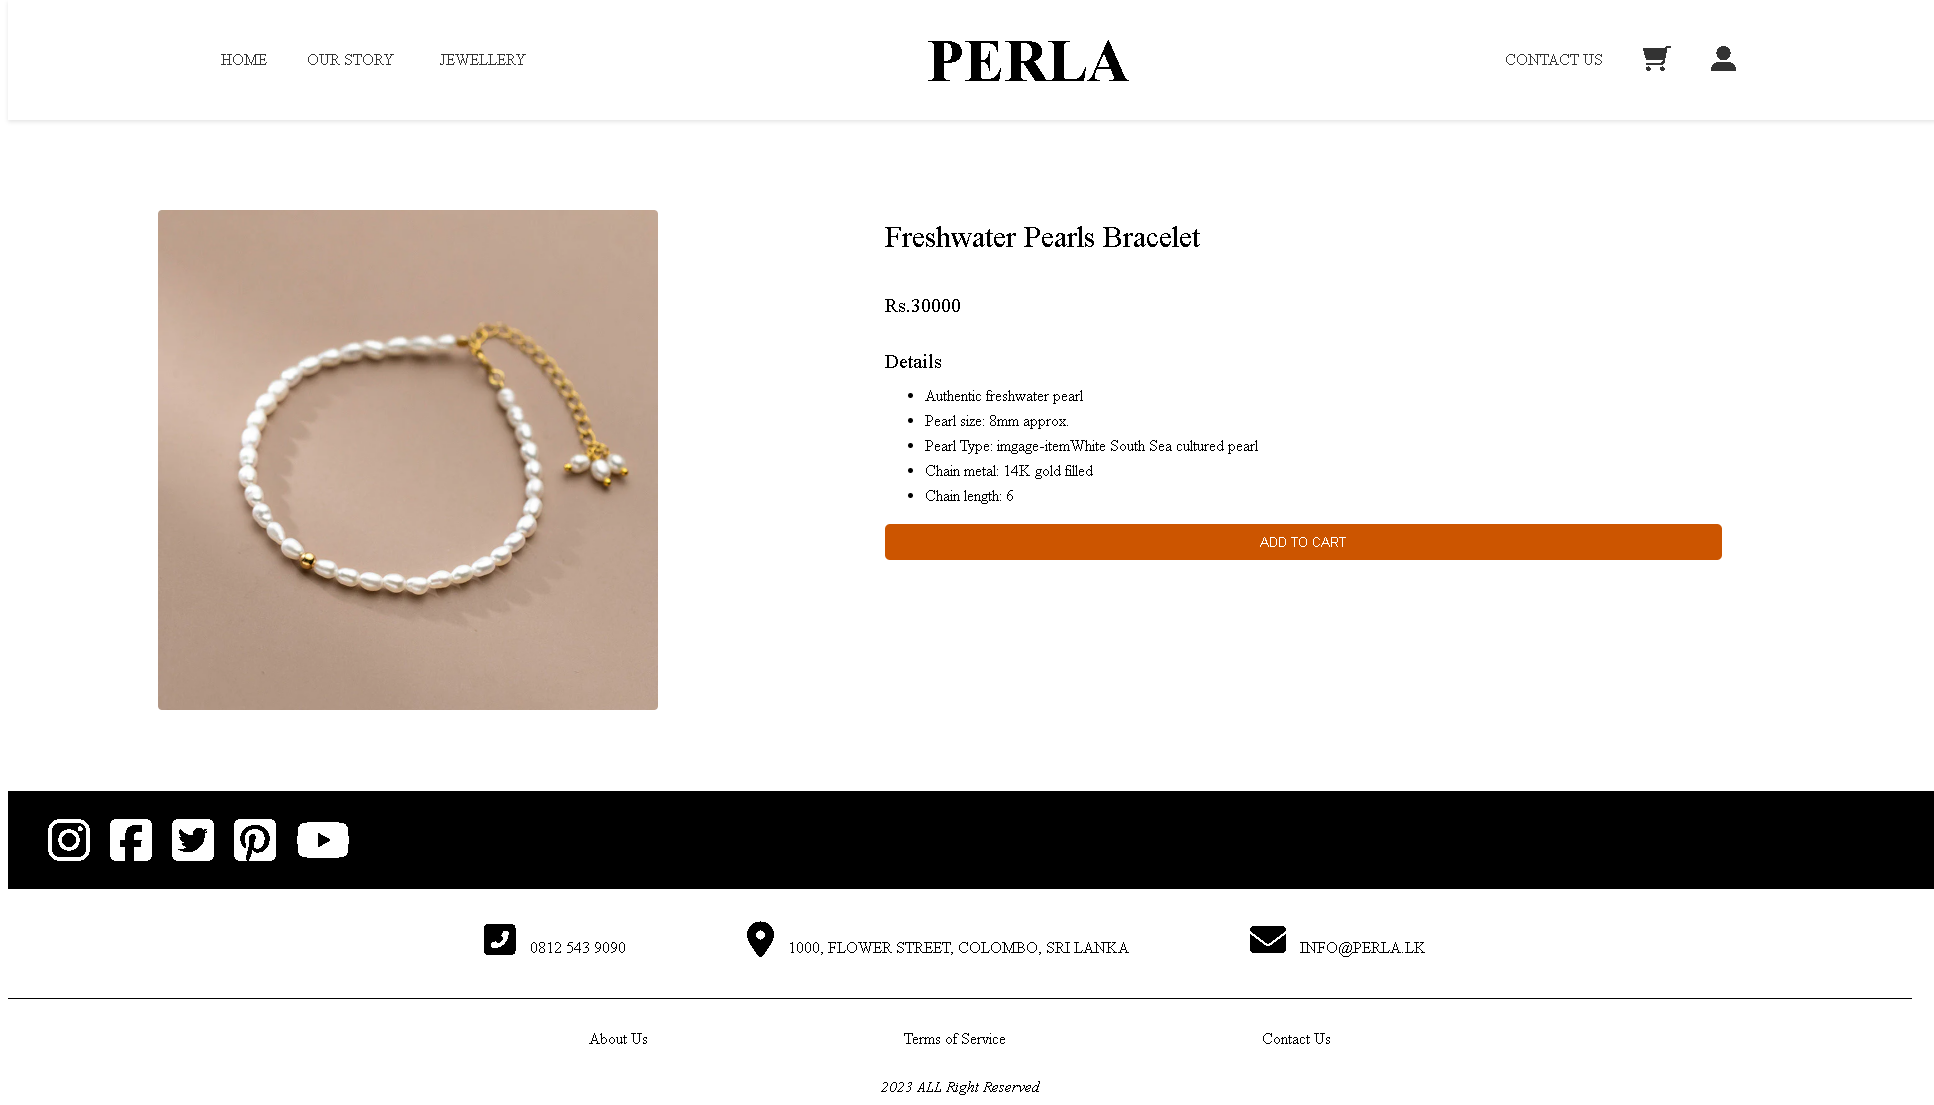 HOME OUR STORY JEWELLERY PERLA CONTACT US
Freshwater Pearls Bracelet
Rs.30000
Details
Authentic freshwater pearl
Pearl size: 8mm approx.
Pearl Type: imgage-itemWhite South Sea cultured pearl
Chain metal: 14K gold filled
Chain length: 6
ADD TO CART
0812 543 9090 1000, FLOWER STREET, COLOMBO, SRI LANKA INFO@PERLA.LK
About Us Terms of Service Contact Us
2023 ALL Right Reserved